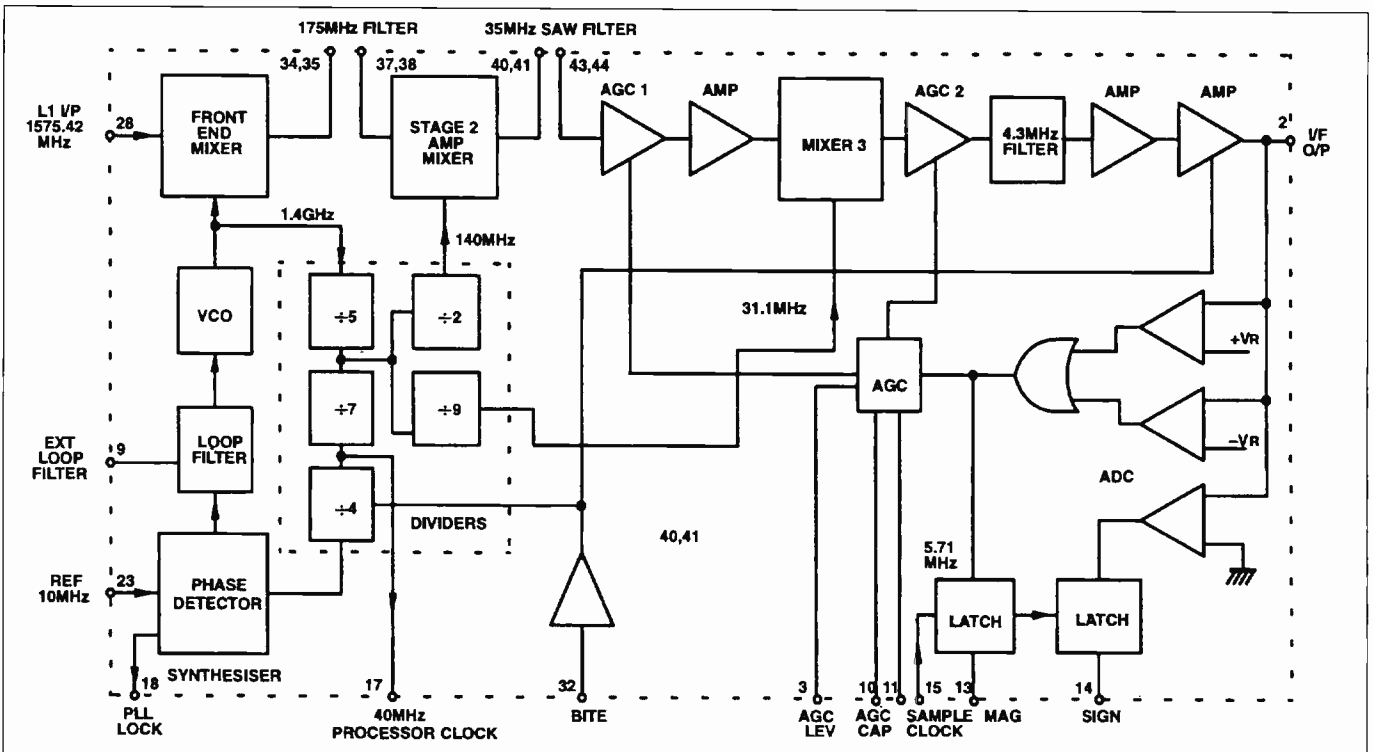 175MHz FILTER
35MHz SAW FILTER
34,35
37,38
40,41
43,44
L1 I/P
1575.42
MHz
28
FRONT
END
MIXER
STAGE 2
AMP
MIXER
AGC 1
AMP
MIXER 3
AGC 2
4.3MHz
FILTER
AMP
AMP
2
I/F
O/P
1.4GHz
140MHz
VCO
÷5
÷2
31.1MHz
+VR
AGC
÷7
÷9
-VR
EXT
LOOP
FILTER
9
LOOP
FILTER
÷4
DIVIDERS
40,41
ADC
5.71
MHz
REF
10MHz
23
PHASE
DETECTOR
LATCH
LATCH
SYNTHESISER
18
17
32
3
10
11
15
13
14
PLL
LOCK
40MHz
PROCESSOR CLOCK
BITE
AGC
LEV
AGC
CAP
SAMPLE
CLOCK
MAG
SIGN